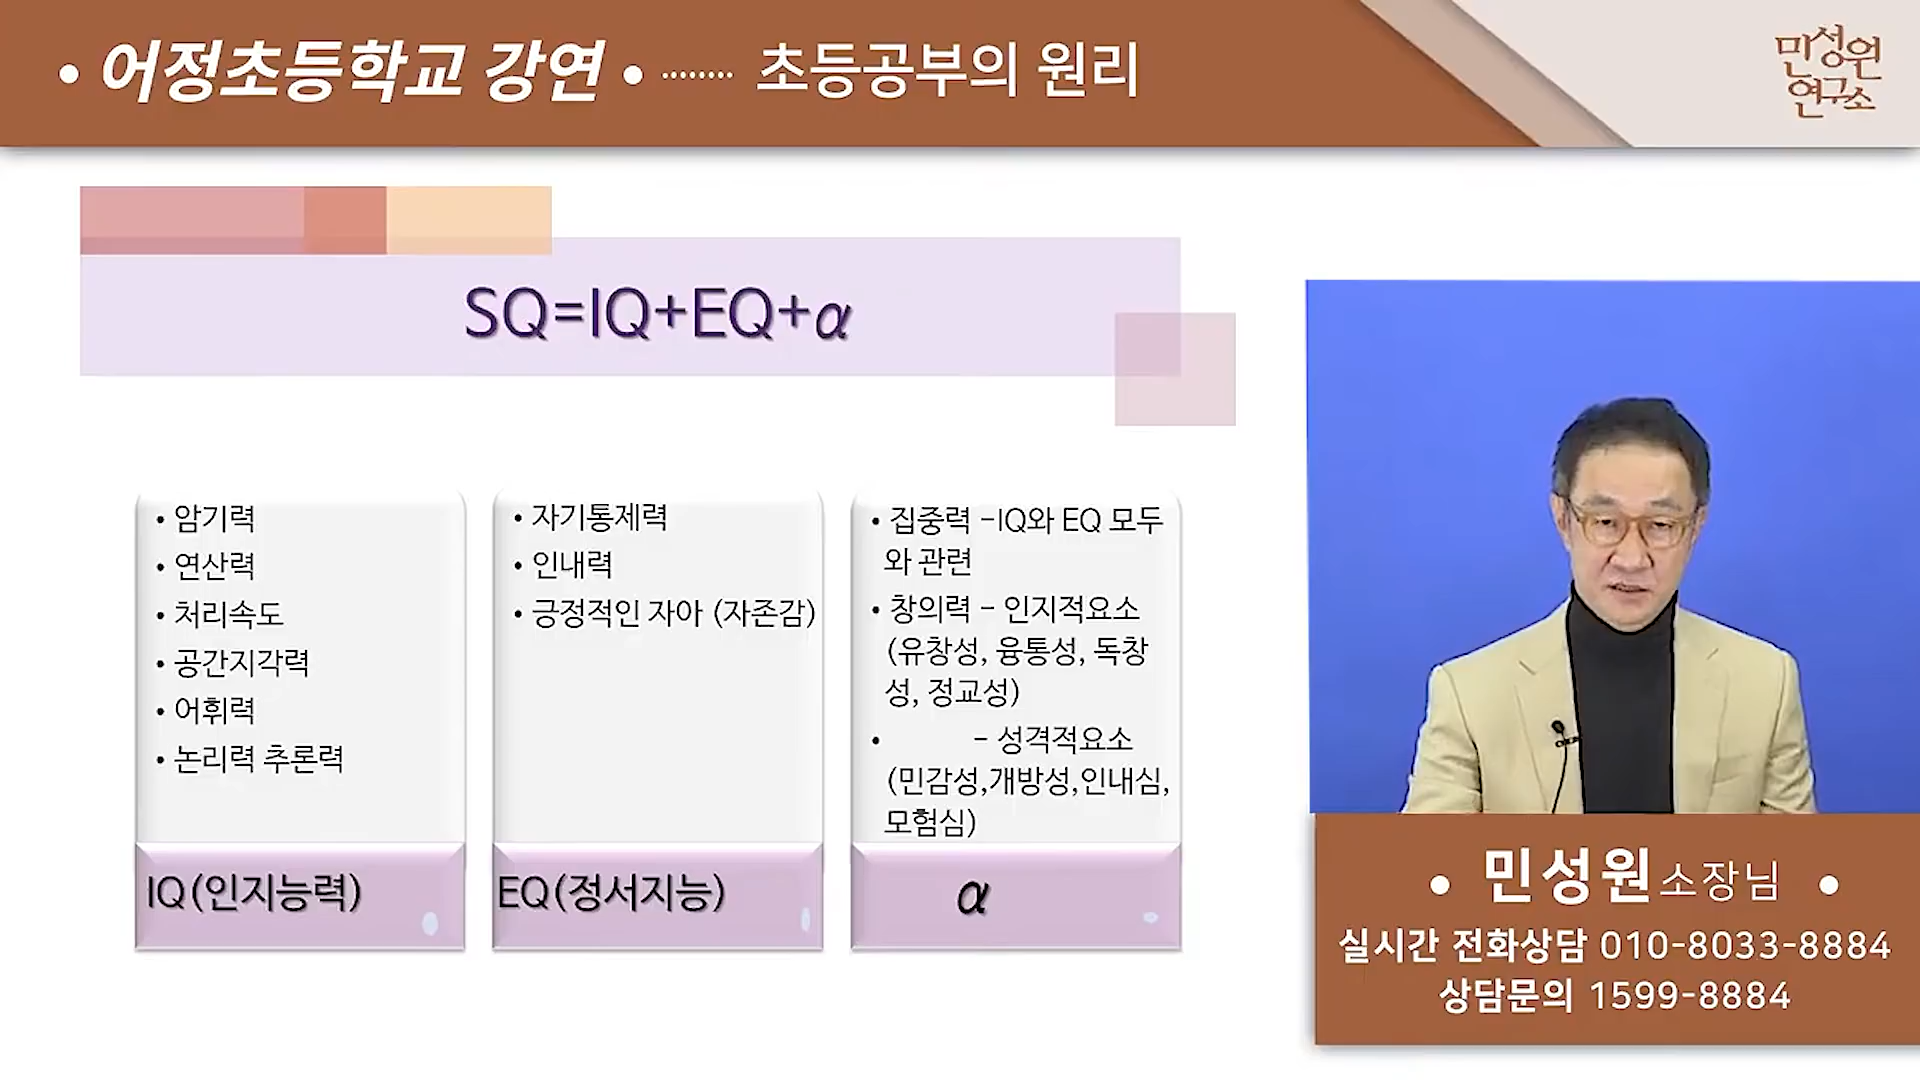 • 어정초등학교 강연 • ········ 초등공부의 원리
민성원
연구소
SQ=IQ+EQ+α
• 암기력
• 연산력
• 처리속도
• 공간지각력
• 어휘력
• 논리력 추론력
IQ(인지능력)
• 자기통제력
• 인내력
• 긍정적인 자아 (자존감)
EQ(정서지능)
• 집중력 -IQ와 EQ 모두
와 관련
• 창의력 - 인지적요소
(유창성, 융통성, 독창
성, 정교성)
• - 성격적요소
(민감성,개방성,인내심,
모험심)
α
• 민성원 소장님 •
실시간 전화상담 010-8033-8884
상담문의 1599-8884